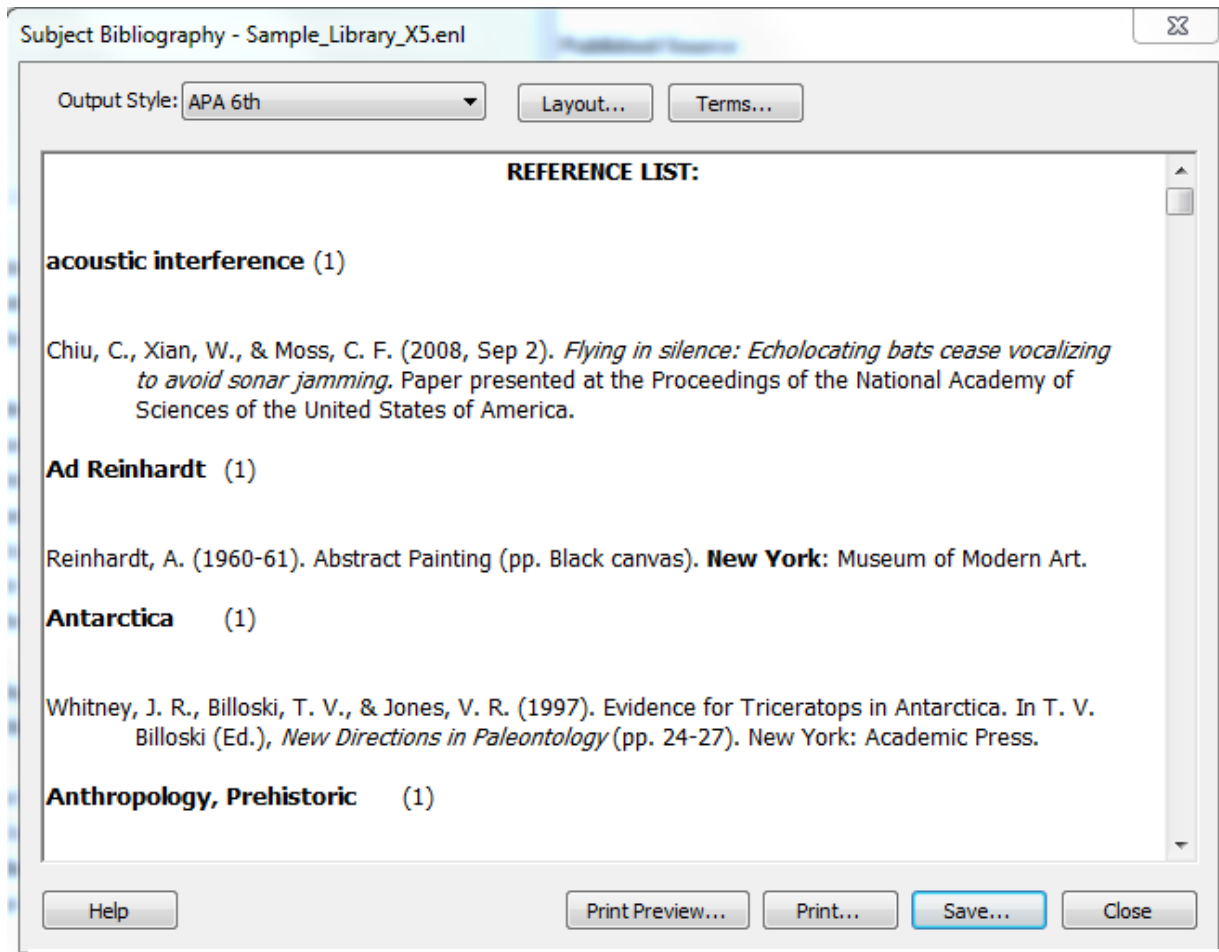 Subject Bibliography - Sample_Library_X5.enl
Published Source
Output Style: APA 6th Layout... Terms...
REFERENCE LIST:
acoustic interference (1)
Chiu, C., Xian, W., & Moss, C. F. (2008, Sep 2). Flying in silence: Echolocating bats cease vocalizing
to avoid sonar jamming. Paper presented at the Proceedings of the National Academy of
Sciences of the United States of America.
Ad Reinhardt (1)
Reinhardt, A. (1960-61). Abstract Painting (pp. Black canvas). New York: Museum of Modern Art.
Antarctica (1)
Whitney, J. R., Billoski, T. V., & Jones, V. R. (1997). Evidence for Triceratops in Antarctica. In T. V.
Billoski (Ed.), New Directions in Paleontology (pp. 24-27). New York: Academic Press.
Anthropology, Prehistoric (1)
Help Print Preview... Print... Save... Close